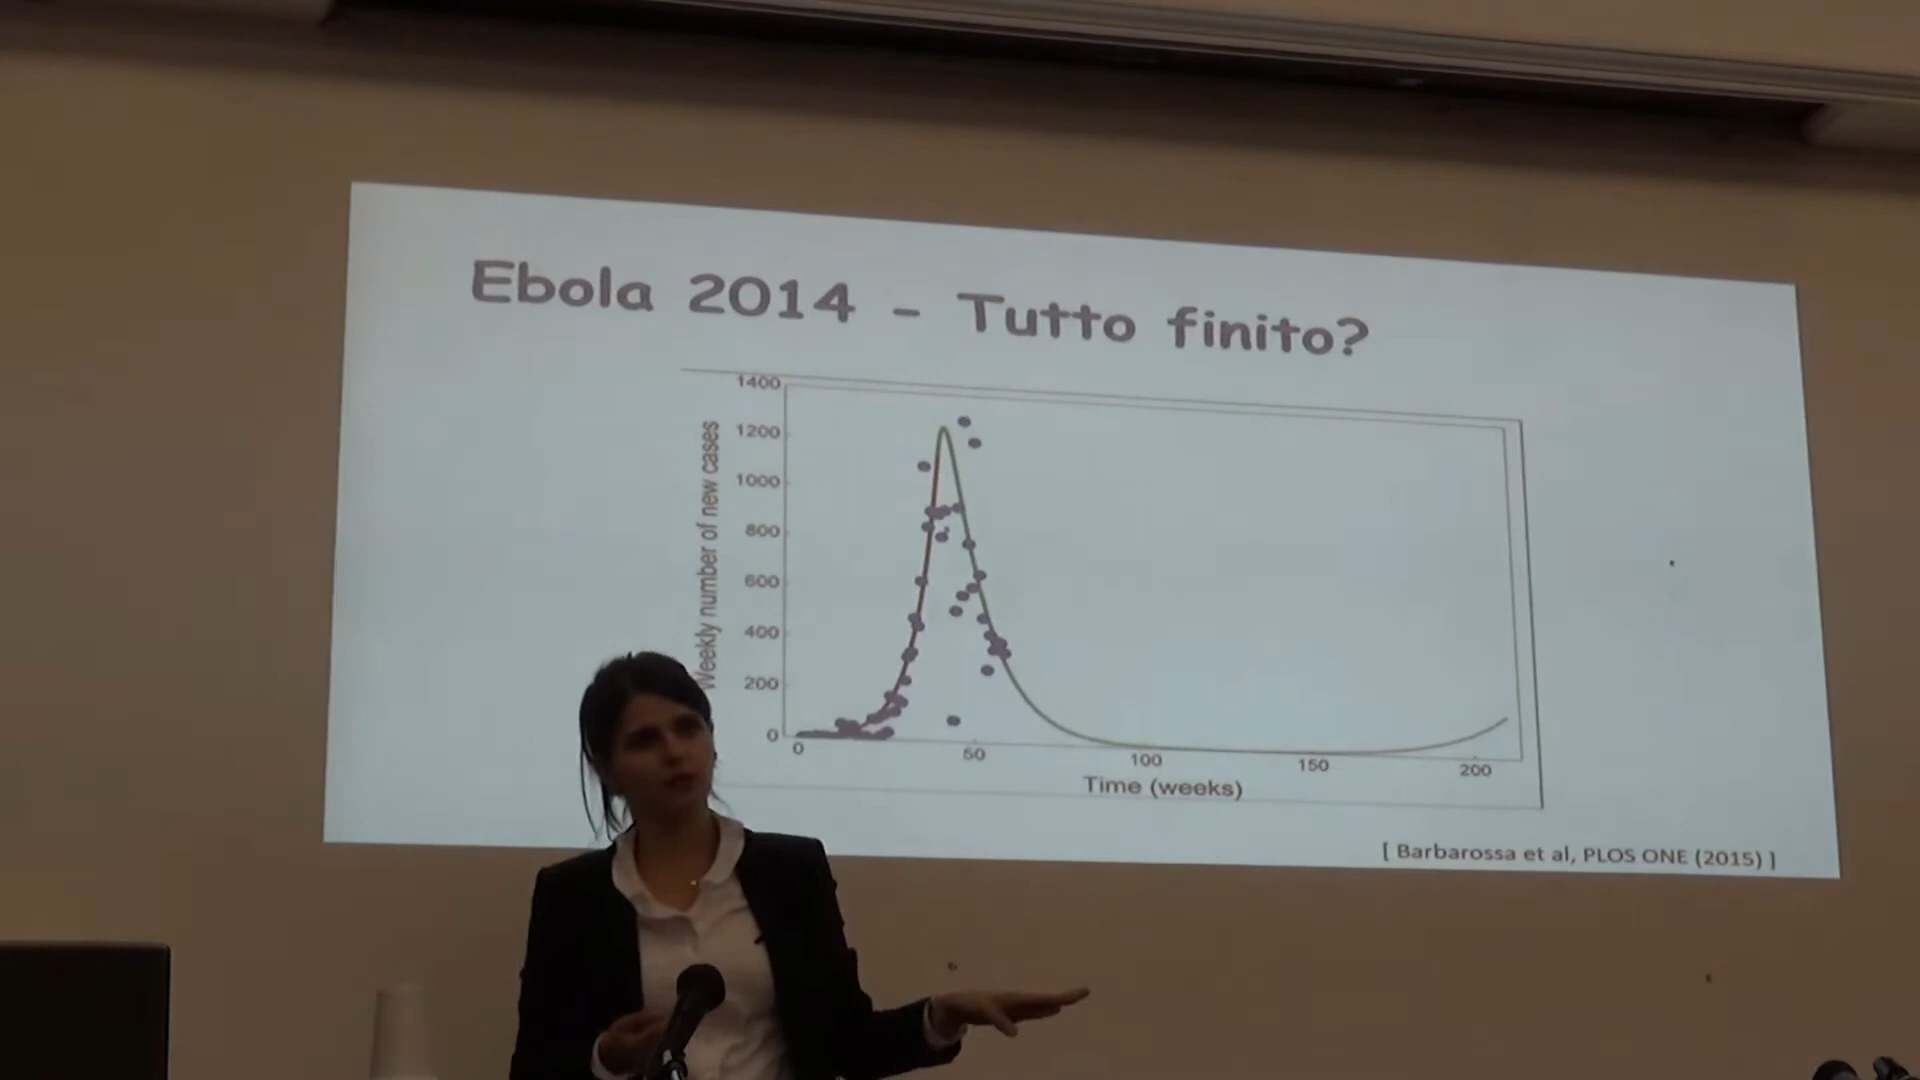 Ebola 2014 - Tutto finito?
1400
1200
1000
800
600
400
200
0
Weekly number of new cases
0 50 100 150 200
Time (weeks)
[ Barbarossa et al, PLOS ONE (2015) ]